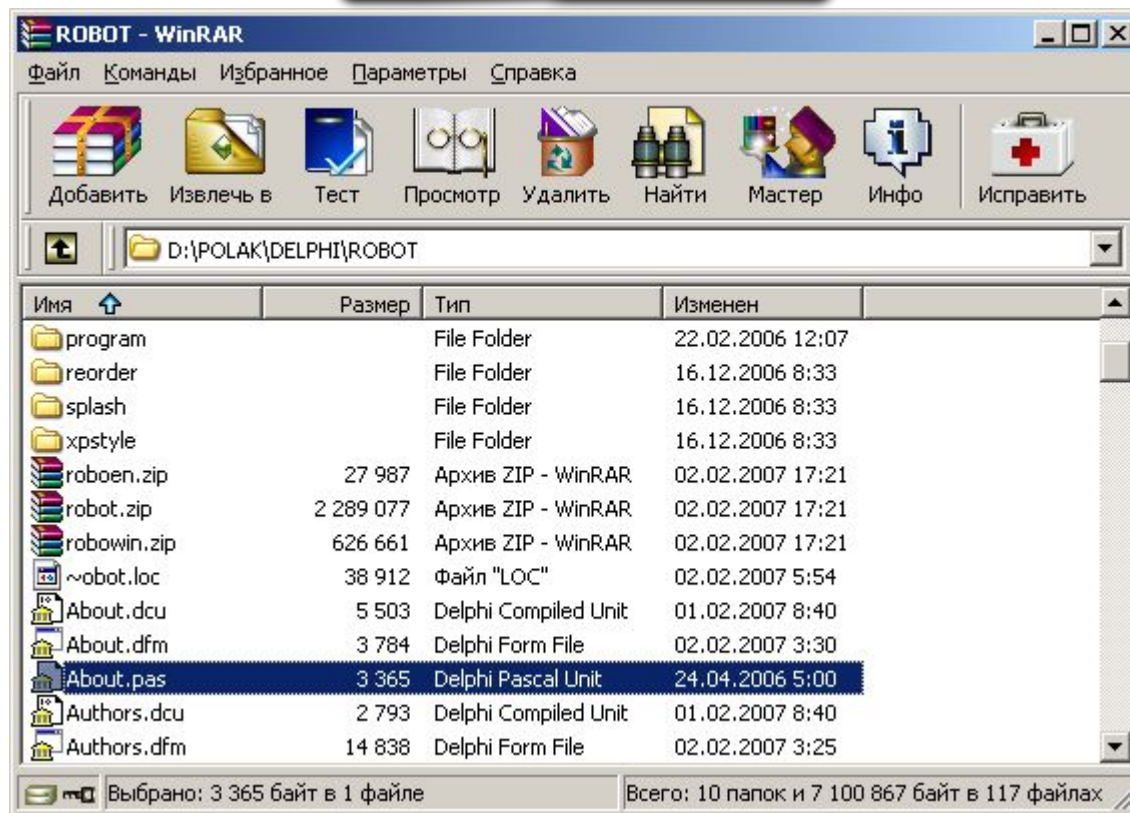 ROBOT - WinRAR
Файл Команды Избранное Параметры Справка
Добавить Извлечь в Тест Просмотр Удалить Найти Мастер Инфо Исправить
D:\POLAK\DELPHI\ROBOT
Имя Размер Тип Изменен
program File Folder 22.02.2006 12:07
reorder File Folder 16.12.2006 8:33
splash File Folder 16.12.2006 8:33
xpstyle File Folder 16.12.2006 8:33
roboen.zip 27 987 Архив ZIP - WinRAR 02.02.2007 17:21
robot.zip 2 289 077 Архив ZIP - WinRAR 02.02.2007 17:21
robowin.zip 626 661 Архив ZIP - WinRAR 02.02.2007 17:21
~obot.loc 38 912 Файл "LOC" 02.02.2007 5:54
About.dcu 5 503 Delphi Compiled Unit 01.02.2007 8:40
About.dfm 3 784 Delphi Form File 02.02.2007 3:30
About.pas 3 365 Delphi Pascal Unit 24.04.2006 5:00
Authors.dcu 2 793 Delphi Compiled Unit 01.02.2007 8:40
Authors.dfm 14 838 Delphi Form File 02.02.2007 3:25
Выбрано: 3 365 байт в 1 файле Всего: 10 папок и 7 100 867 байт в 117 файлах